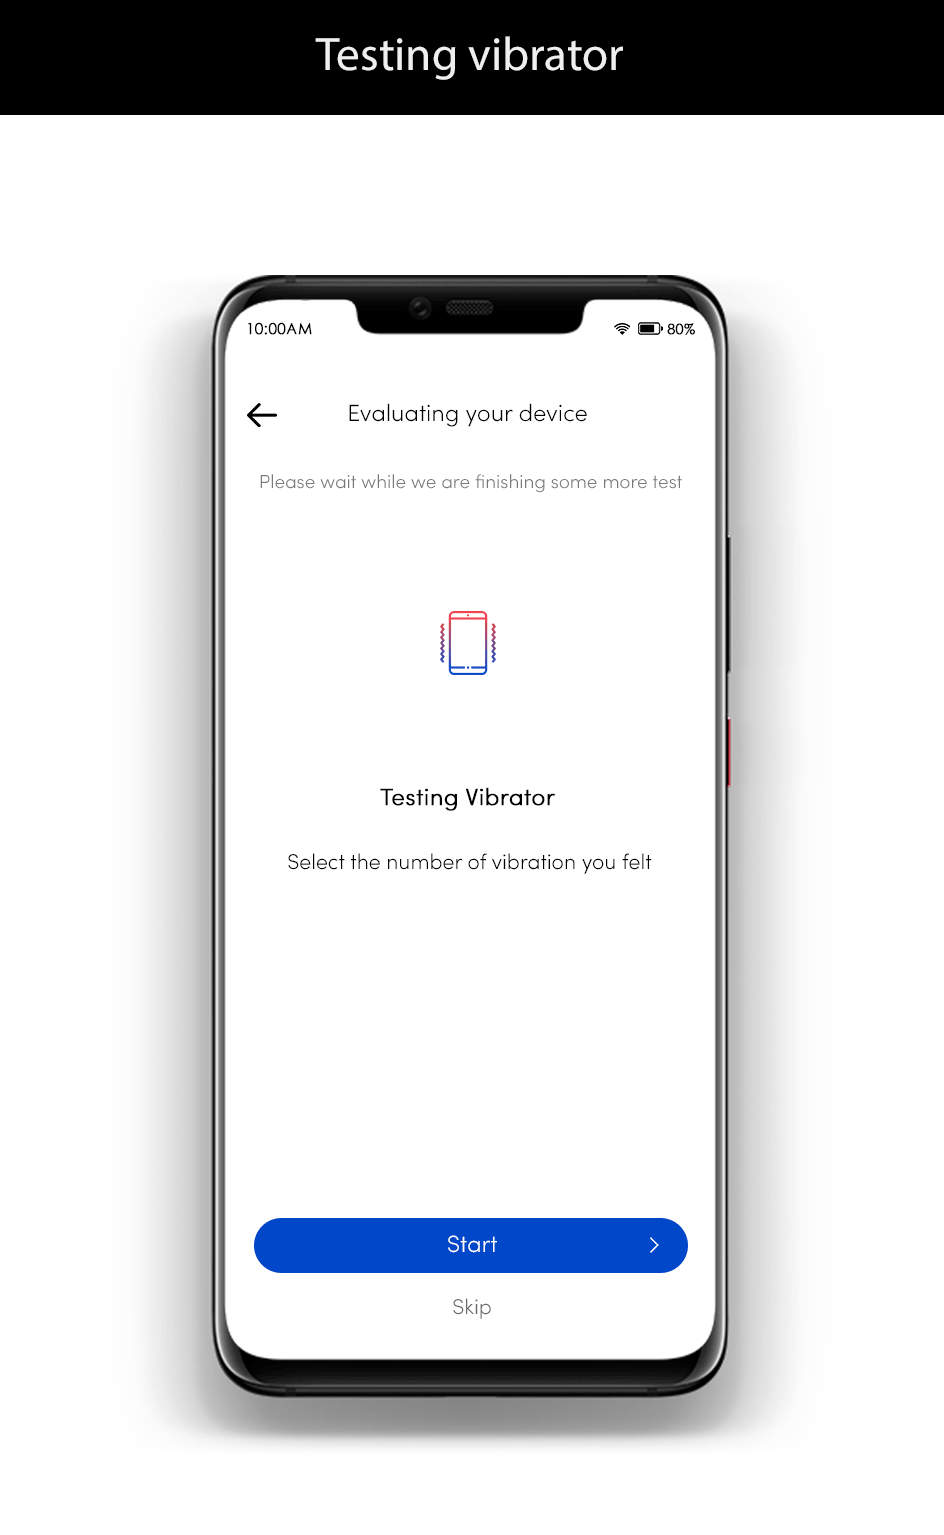 Testing vibrator
10:00AM
80%
Evaluating your device
Please wait while we are finishing some more test
Testing Vibrator
Select the number of vibration you felt
Start
Skip